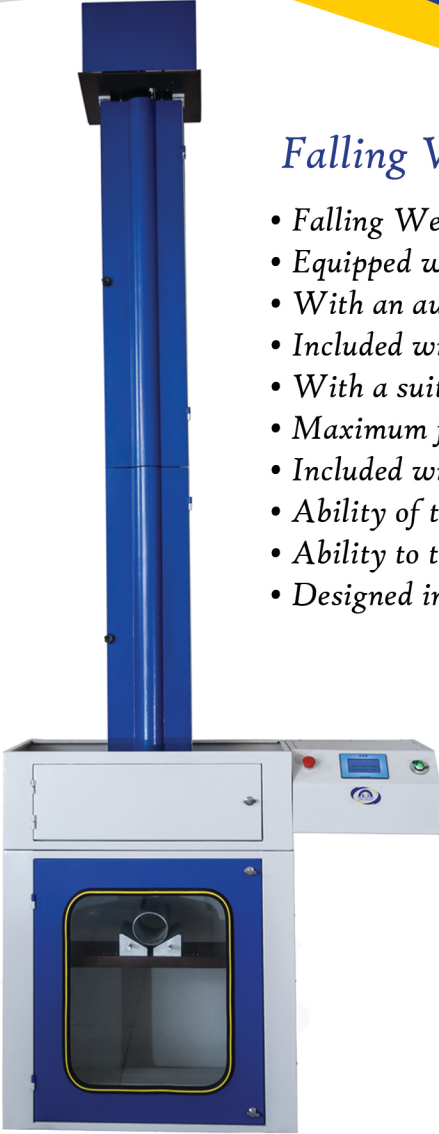 Falling
• Falling We
• Equipped w
• With an au
• Included wi
• With a suit
• Maximum
• Included wi
• Ability of t
• Ability to t
• Designed in